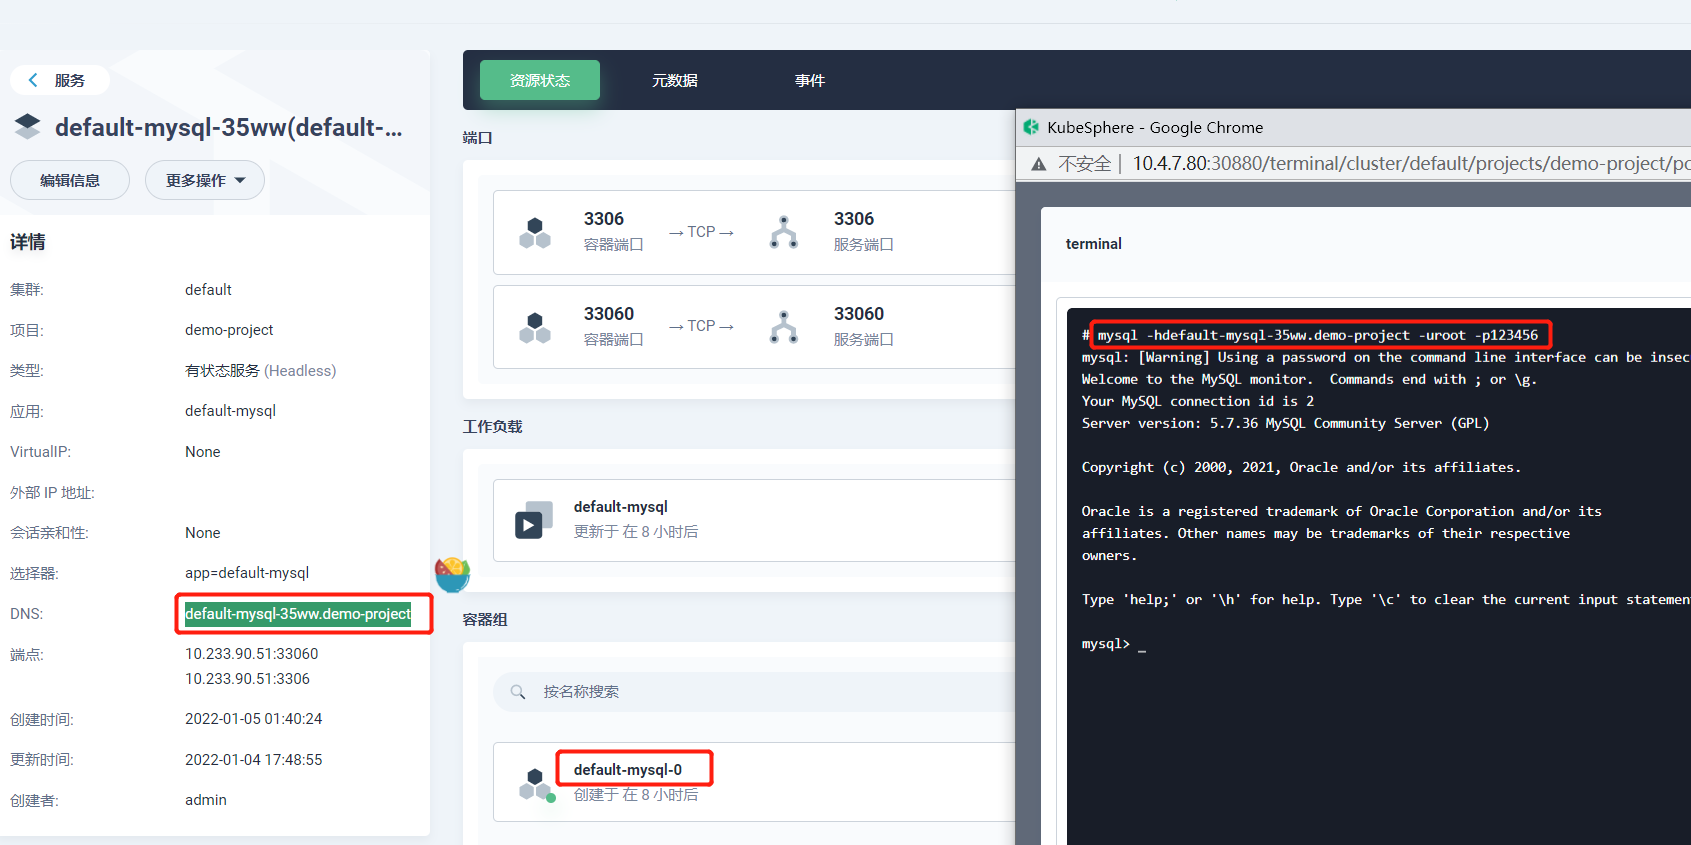 服务
default-mysql-35ww(default-...
编辑信息
更多操作
详情
集群: default
项目: demo-project
类型: 有状态服务 (Headless)
应用: default-mysql
VirtualIP: None
外部 IP 地址:
会话亲和性: None
选择器: app=default-mysql
DNS: default-mysql-35ww.demo-project
端点: 10.233.90.51:33060
10.233.90.51:3306
创建时间: 2022-01-05 01:40:24
更新时间: 2022-01-04 17:48:55
创建者: admin
资源状态 元数据 事件
端口
3306 → TCP → 3306
容器端口 服务端口
33060 → TCP → 33060
容器端口 服务端口
工作负载
default-mysql
更新于 在 8 小时后
容器组
按名称搜索
default-mysql-0
创建于 在 8 小时后
KubeSphere - Google Chrome
不安全 | 10.4.7.80:30880/terminal/cluster/default/projects/demo-project/po
terminal
# mysql -hdefault-mysql-35ww.demo-project -uroot -p123456
mysql: [Warning] Using a password on the command line interface can be insec
Welcome to the MySQL monitor.  Commands end with ; or \g.
Your MySQL connection id is 2
Server version: 5.7.36 MySQL Community Server (GPL)
Copyright (c) 2000, 2021, Oracle and/or its affiliates.
Oracle is a registered trademark of Oracle Corporation and/or its
affiliates. Other names may be trademarks of their respective
owners.
Type 'help;' or '\h' for help. Type '\c' to clear the current input statemen
mysql> _